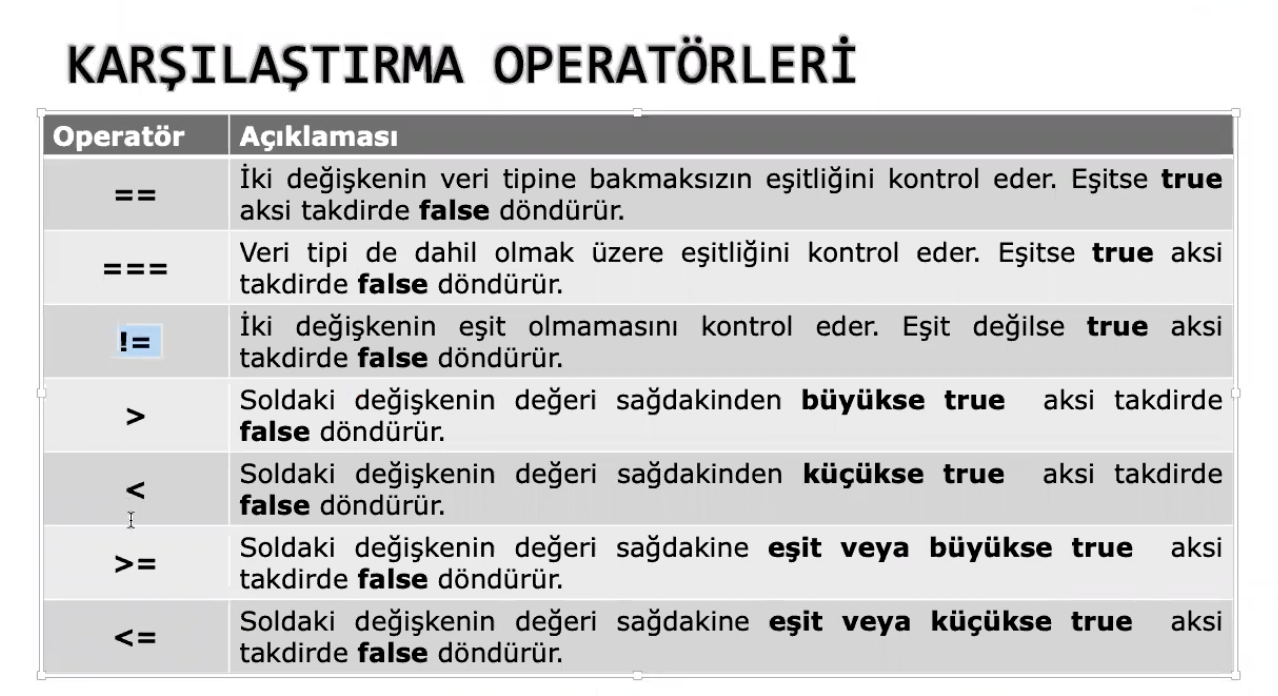 KARŞILAŞTIRMA OPERATÖRLERİ
Operatör Açıklaması
== İki değişkenin veri tipine bakmaksızın eşitliğini kontrol eder. Eşitse true
aksi takdirde false döndürür.
=== Veri tipi de dahil olmak üzere eşitliğini kontrol eder. Eşitse true aksi
takdirde false döndürür.
!= İki değişkenin eşit olmamasını kontrol eder. Eşit değilse true aksi
takdirde false döndürür.
> Soldaki değişkenin değeri sağdakinden büyükse true aksi takdirde
false döndürür.
< Soldaki değişkenin değeri sağdakinden küçükse true aksi takdirde
false döndürür.
>= Soldaki değişkenin değeri sağdakine eşit veya büyükse true aksi
takdirde false döndürür.
<= Soldaki değişkenin değeri sağdakine eşit veya küçükse true aksi
takdirde false döndürür.